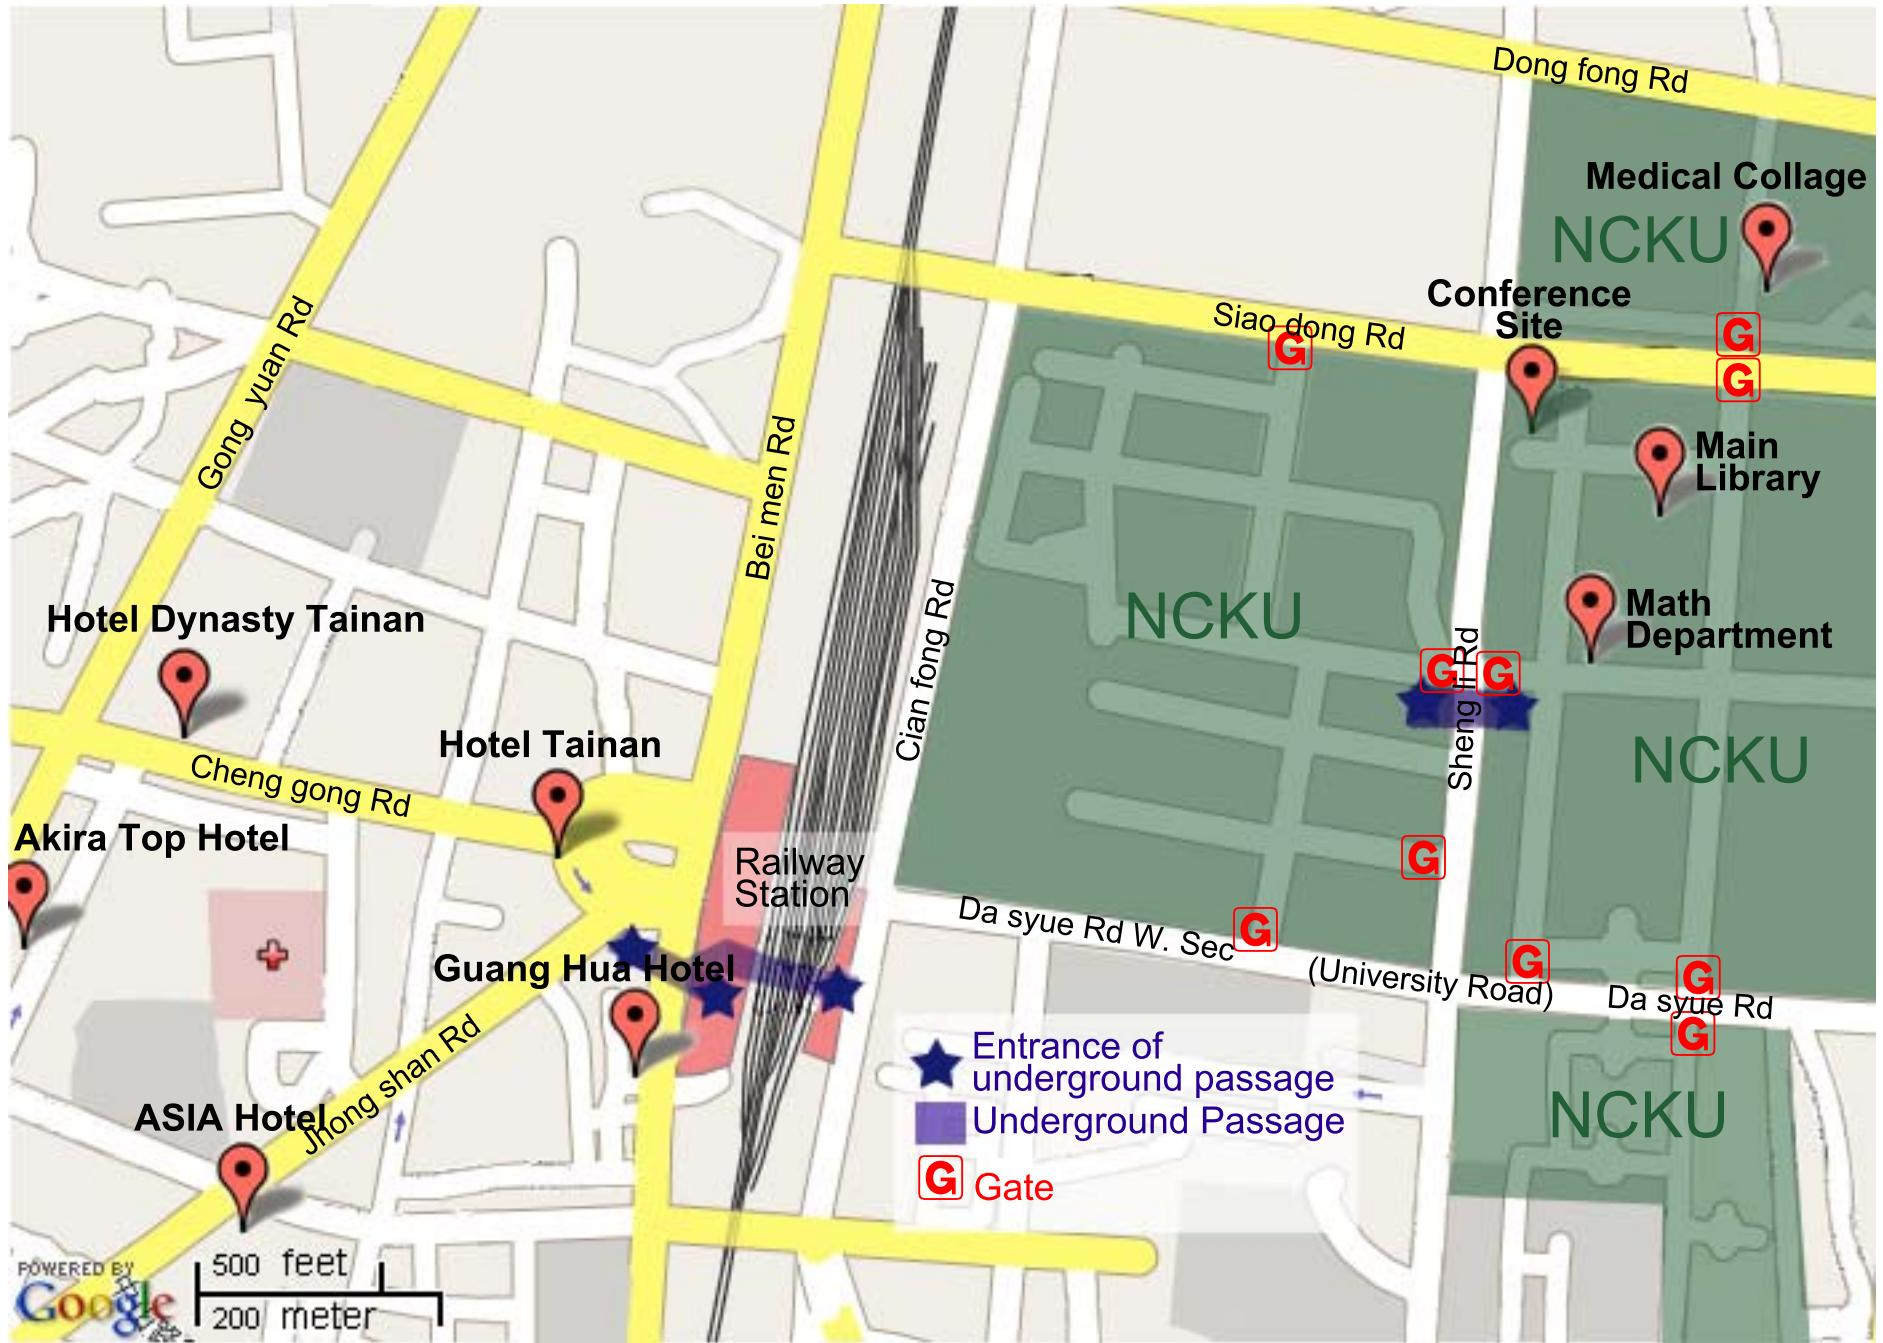 Dong fong Rd
Medical Collage
NCKU
Conference
Site
Siao dong Rd
G
G
G
Gong yuan Rd
Bei men Rd
Main
Library
Cian fong Rd
NCKU
Math
Department
Hotel Dynasty Tainan
Sheng li Rd
G
G
Hotel Tainan
NCKU
Cheng gong Rd
Akira Top Hotel
Railway
Station
G
Da syue Rd W. Sec
G
(University Road)
G
G
Da syue Rd
G
Guang Hua Hotel
Jhong shan Rd
ASIA Hotel
NCKU
Entrance of
underground passage
Underground Passage
G Gate
POWERED BY
Google
500 feet
200 meter